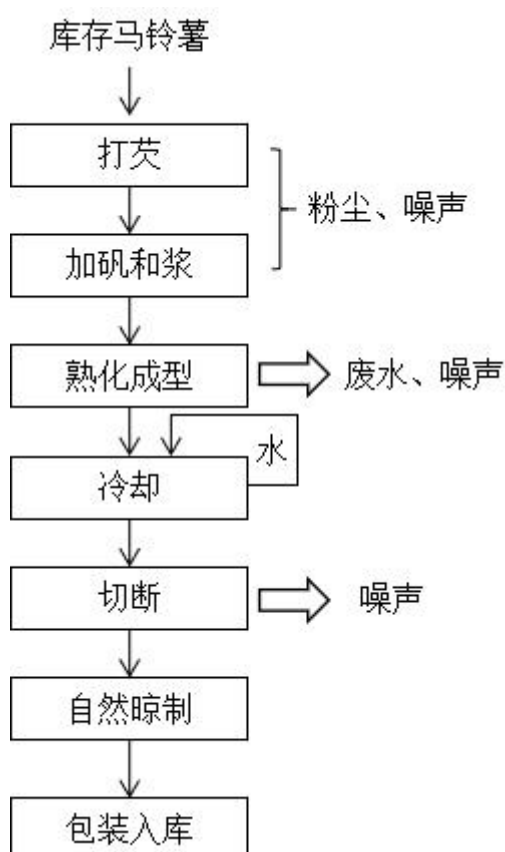 库存马铃薯
打芡
粉尘、噪声
加矾和浆
熟化成型
废水、噪声
水
冷却
切断
噪声
自然晾制
包装入库